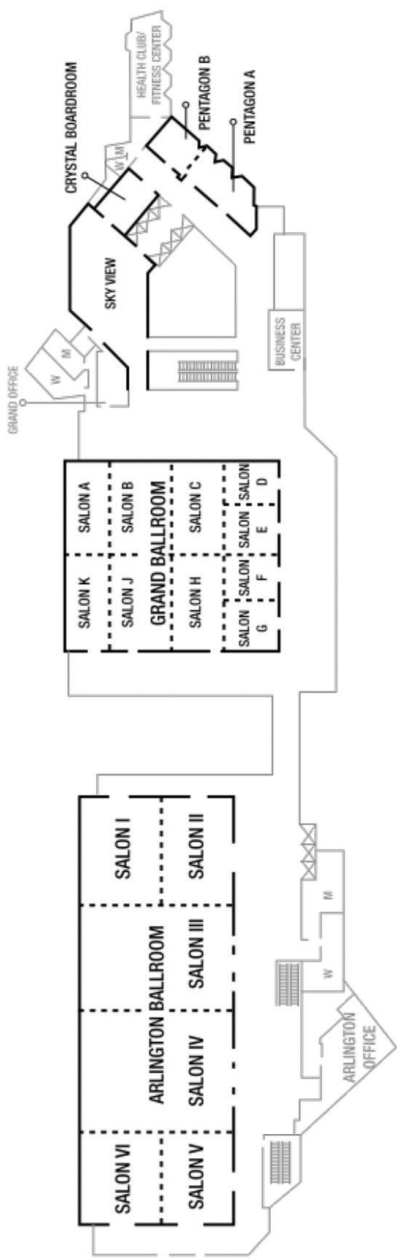 HEALTH CLUB/
FITNESS CENTER
CRYSTAL BOARDROOM
W
M
PENTAGON B
PENTAGON A
SKY VIEW
GRAND OFFICE
W
M
BUSINESS
CENTER
SALON A
SALON B
SALON C
SALON
D
SALON
E
SALON K
SALON J
SALON H
SALON
F
SALON
G
GRAND BALLROOM
SALON I
SALON II
ARLINGTON BALLROOM
SALON III
SALON IV
SALON VI
SALON V
M
W
ARLINGTON
OFFICE